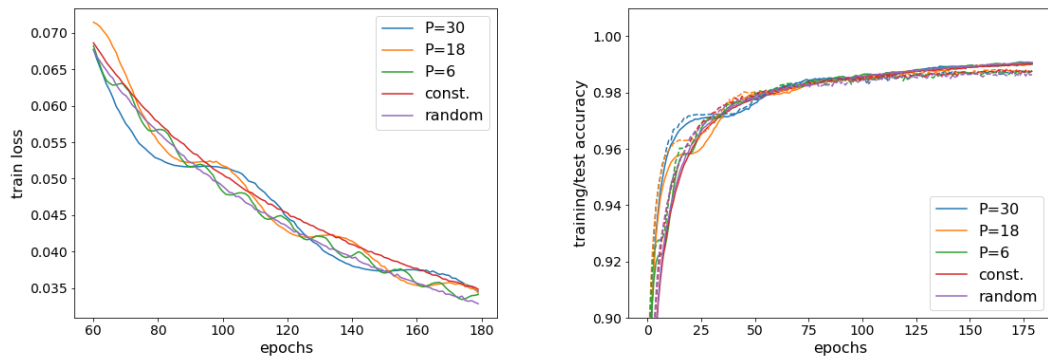 0.070
0.065
0.060
0.055
0.050
0.045
0.040
0.035
train loss
60
80
100
120
140
160
180
epochs
P=30
P=18
P=6
const.
random
1.00
0.98
0.96
0.94
0.92
0.90
training/test accuracy
0
25
50
75
100
125
150
175
epochs
P=30
P=18
P=6
const.
random